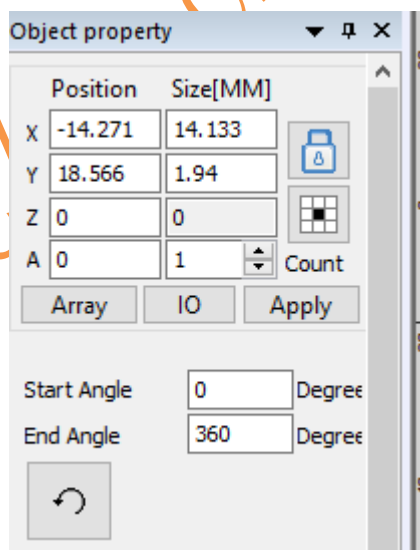 Object property
Position Size[MM]
X -14.271 14.133
Y 18.566 1.94
Z 0 0
A 0 1 Count
Array IO Apply
Start Angle 0 Degree
End Angle 360 Degree